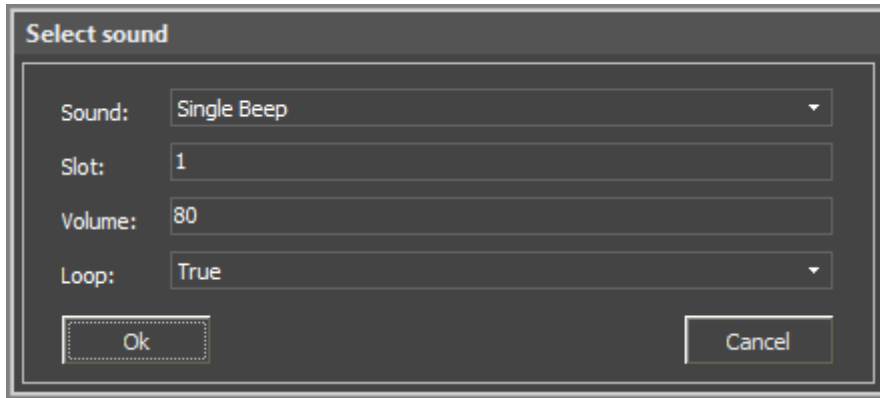 Select sound
Sound: Single Beep
Slot: 1
Volume: 80
Loop: True
Ok Cancel